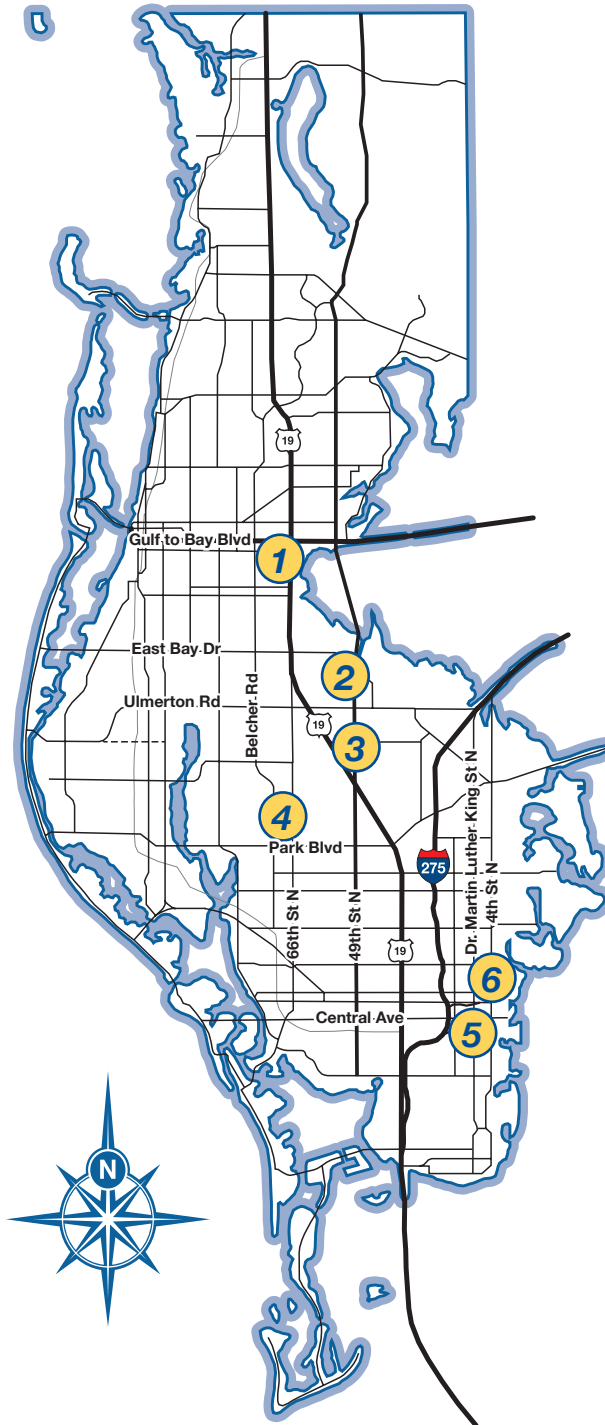 19
Gulf to Bay Blvd
1
East Bay Dr
2
Ulmerton Rd
Belcher Rd
19
3
4
Park Blvd
275
Dr. Martin Luther King St N
4th St N
66th St N
49th St N
19
6
Central Ave
5
N